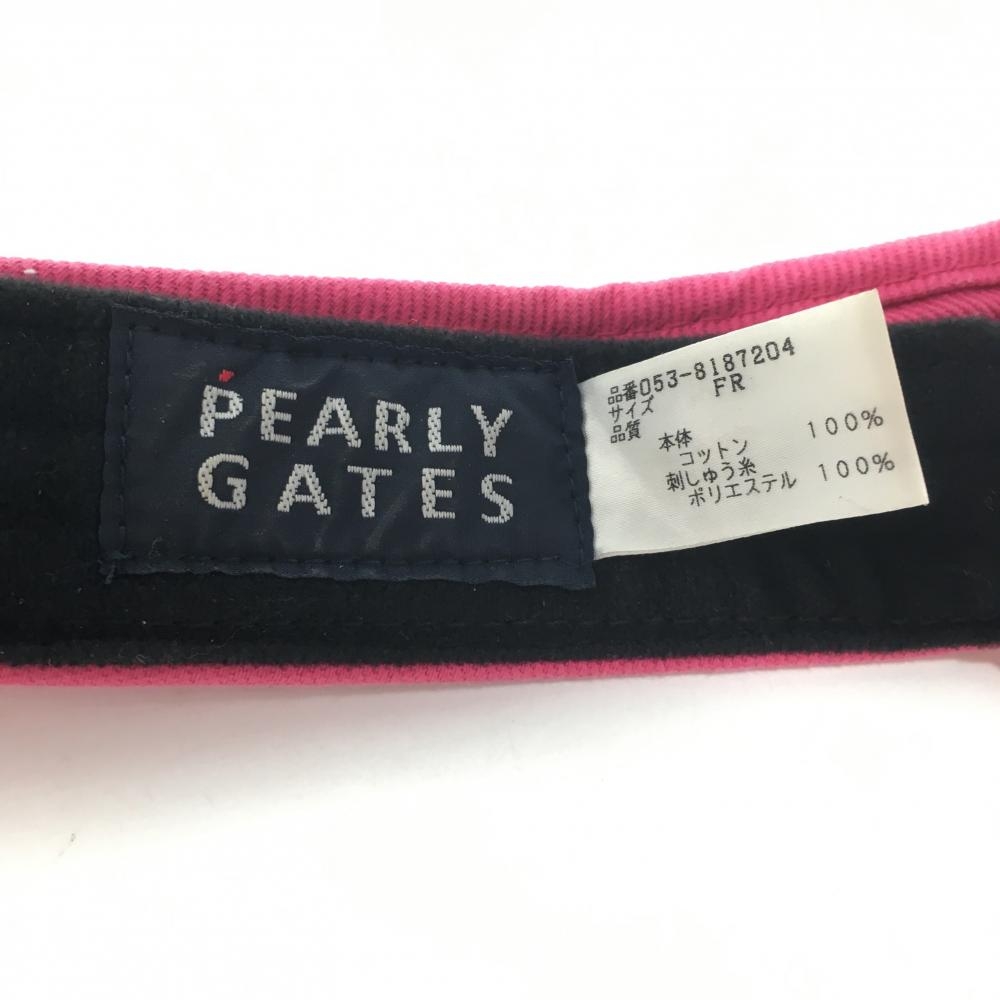 PEARLY
GATES
品番053-8187204
サイズ FR
品質
本体
コットン 100%
刺しゅう糸
ポリエステル 100%